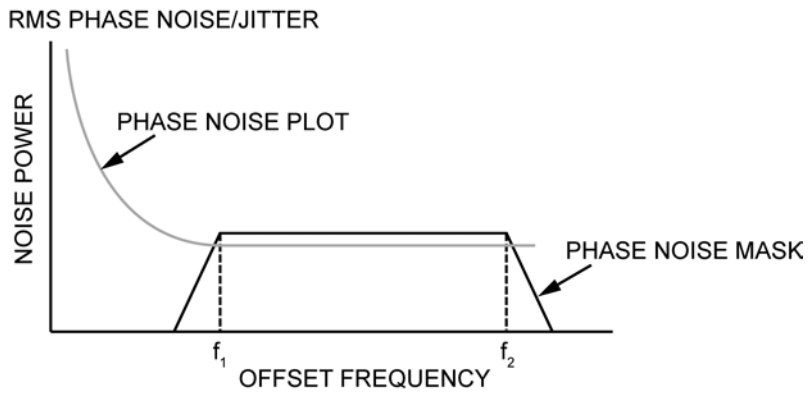 RMS PHASE NOISE/JITTER
PHASE NOISE PLOT
NOISE POWER
PHASE NOISE MASK
f1
f2
OFFSET FREQUENCY